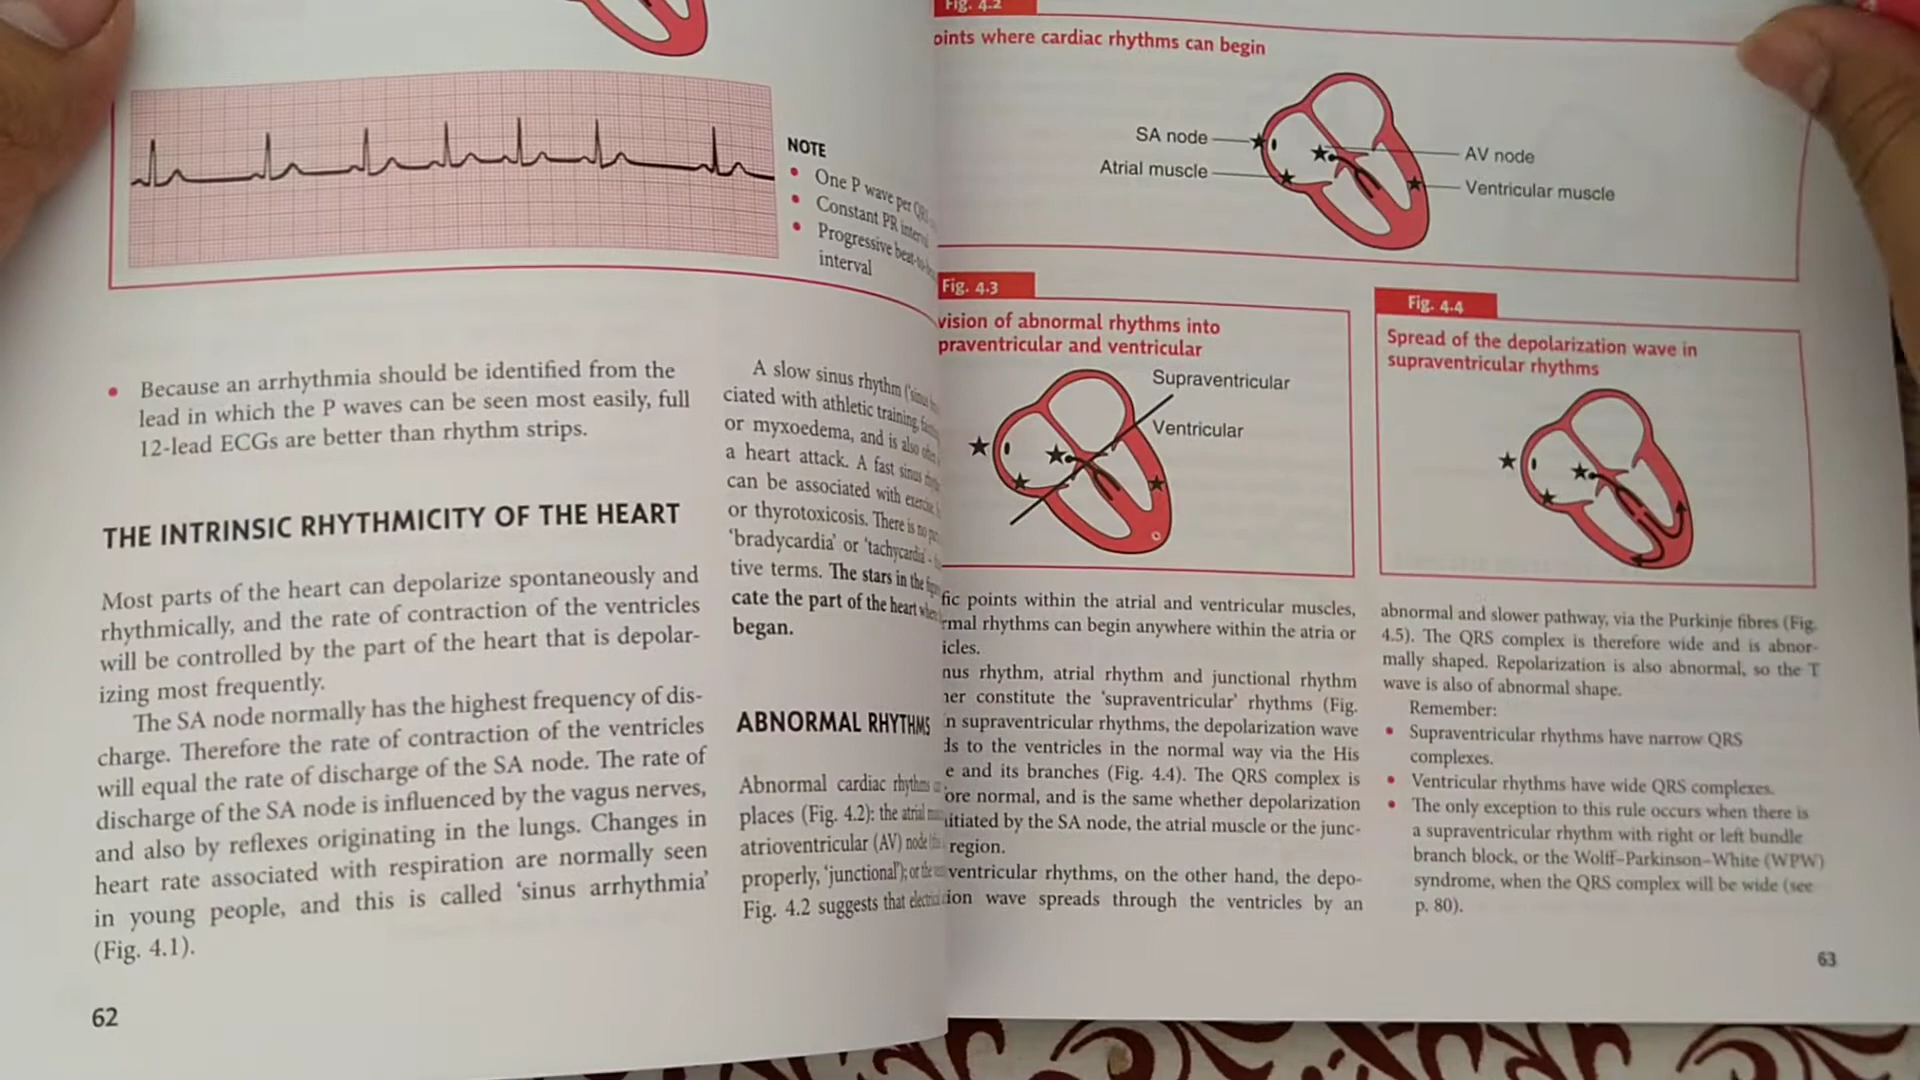 NOTE
One P wave per
Constant PR
Progressive
interval
• Because an arrhythmia should be identified from the
lead in which the P waves can be seen most easily, full
12-lead ECGs are better than rhythm strips.
THE INTRINSIC RHYTHMICITY OF THE HEART
Most parts of the heart can depolarize spontaneously and
rhythmically, and the rate of contraction of the ventricles
will be controlled by the part of the heart that is depolar-
izing most frequently.
The SA node normally has the highest frequency of dis-
charge. Therefore the rate of contraction of the ventricles
will equal the rate of discharge of the SA node. The rate of
discharge of the SA node is influenced by the vagus nerves,
and also by reflexes originating in the lungs. Changes in
heart rate associated with respiration are normally seen
in young people, and this is called 'sinus arrhythmia'
(Fig. 4.1).
62
A slow sinus rhythm
ciated with athletic training,
or myxoedema, and is also
a heart attack. A fast sinus
can be associated with exercise
or thyrotoxicosis. There is no
'bradycardia' or 'tachycardia' –
tive terms. The stars in the
cate the part of the heart
began.
ABNORMAL RHYTHMS
Abnormal cardiac rhythms
places (Fig. 4.2): the atrial
atrioventricular (AV) node
properly, 'junctional'); or the
Fig. 4.2 suggests that electrical
Fig. 4.2
oints where cardiac rhythms can begin
SA node
Atrial muscle
AV node
Ventricular muscle
Fig. 4.3
vision of abnormal rhythms into
praventricular and ventricular
Supraventricular
Ventricular
fic points within the atrial and ventricular muscles,
rmal rhythms can begin anywhere within the atria or
icles.
nus rhythm, atrial rhythm and junctional rhythm
her constitute the 'supraventricular' rhythms (Fig.
n supraventricular rhythms, the depolarization wave
ds to the ventricles in the normal way via the His
e and its branches (Fig. 4.4). The QRS complex is
ore normal, and is the same whether depolarization
itiated by the SA node, the atrial muscle or the junc-
region.
ventricular rhythms, on the other hand, the depo-
ion wave spreads through the ventricles by an
Fig. 4.4
Spread of the depolarization wave in
supraventricular rhythms
abnormal and slower pathway, via the Purkinje fibres (Fig.
4.5). The QRS complex is therefore wide and is abnor-
mally shaped. Repolarization is also abnormal, so the T
wave is also of abnormal shape.
Remember:
• Supraventricular rhythms have narrow QRS
complexes.
• Ventricular rhythms have wide QRS complexes.
• The only exception to this rule occurs when there is
a supraventricular rhythm with right or left bundle
branch block, or the Wolff–Parkinson–White (WPW)
syndrome, when the QRS complex will be wide (see
p. 80).
63